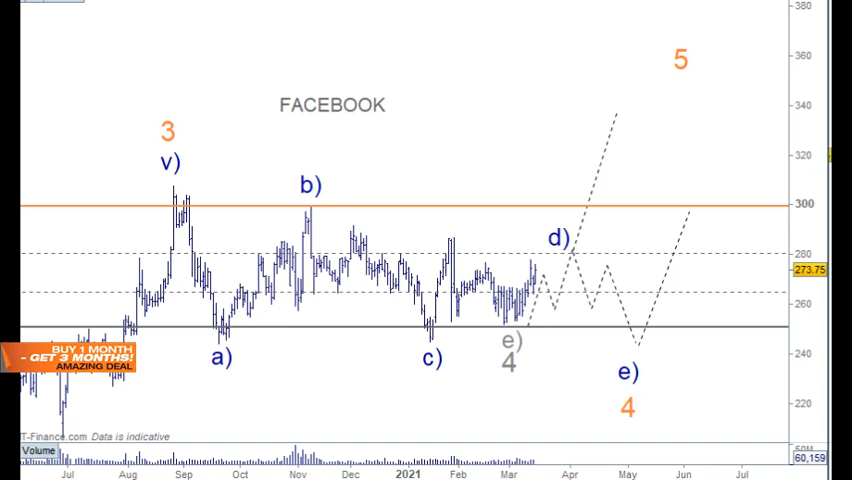 380
360
5
FACEBOOK
340
3
320
v)
b)
300
d)
280
273.75
260
e)
4
a)
c)
BUY 1 MONTH
- GET 3 MONTHS!
AMAZING DEAL
240
e)
4
220
IT-Finance.com Data is indicative
Volume
50M
60,159
Jul Aug Sep Oct Nov Dec 2021 Feb Mar Apr May Jun Jul